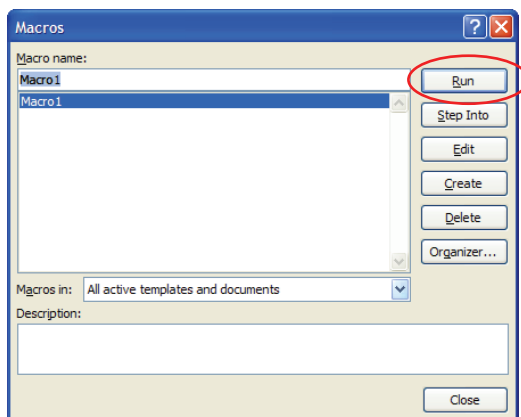 Macros
Macro name:
Macro1
Run
Macro1
Step Into
Edit
Create
Delete
Organizer...
Macros in: All active templates and documents
Description:
Close